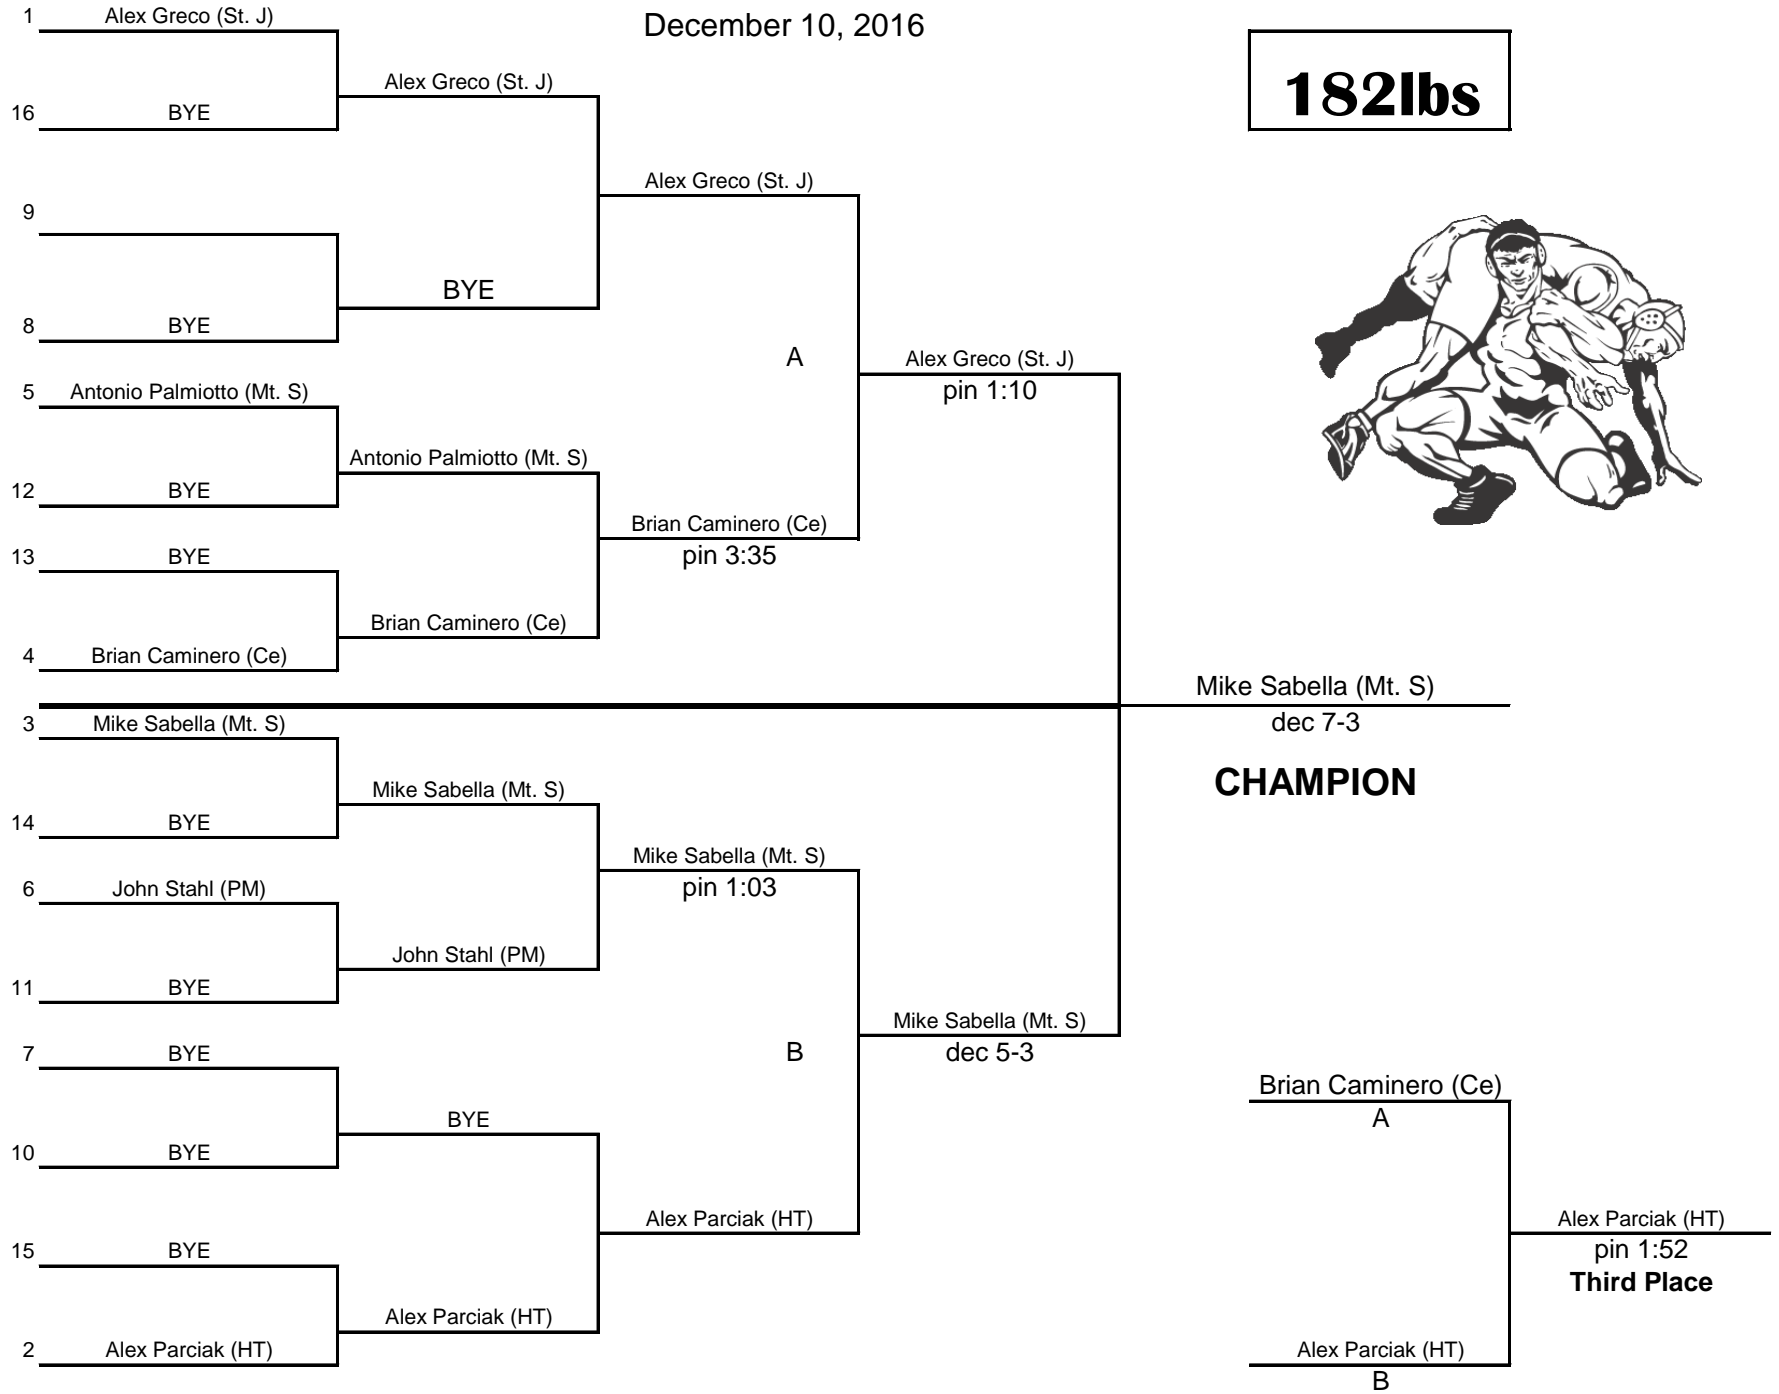 December 10, 2016
182lbs
1 Alex Greco (St. J)
Alex Greco (St. J)
16 BYE
Alex Greco (St. J)
9
BYE
8 BYE
A
Alex Greco (St. J)
pin 1:10
5 Antonio Palmiotto (Mt. S)
Antonio Palmiotto (Mt. S)
12 BYE
Brian Caminero (Ce)
pin 3:35
13 BYE
Brian Caminero (Ce)
4 Brian Caminero (Ce)
Mike Sabella (Mt. S)
dec 7-3
CHAMPION
3 Mike Sabella (Mt. S)
Mike Sabella (Mt. S)
14 BYE
Mike Sabella (Mt. S)
pin 1:03
6 John Stahl (PM)
John Stahl (PM)
11 BYE
Mike Sabella (Mt. S)
dec 5-3
B
7 BYE
BYE
10 BYE
Alex Parciak (HT)
15 BYE
Alex Parciak (HT)
2 Alex Parciak (HT)
Brian Caminero (Ce)
A
Alex Parciak (HT)
pin 1:52
Third Place
Alex Parciak (HT)
B